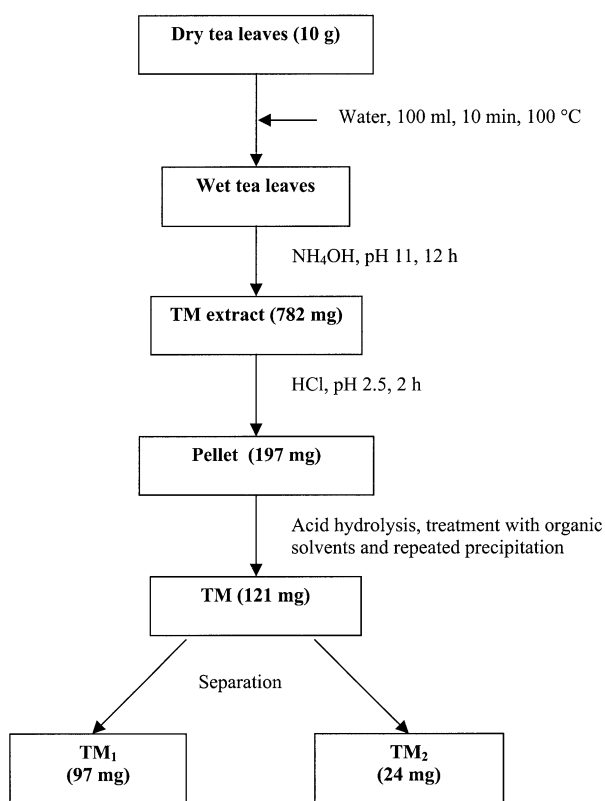 Dry tea leaves (10 g)
Water, 100 ml, 10 min, 100 °C
Wet tea leaves
NH₄OH, pH 11, 12 h
TM extract (782 mg)
HCl, pH 2.5, 2 h
Pellet (197 mg)
Acid hydrolysis, treatment with organic
solvents and repeated precipitation
TM (121 mg)
Separation
TM₁
(97 mg)
TM₂
(24 mg)